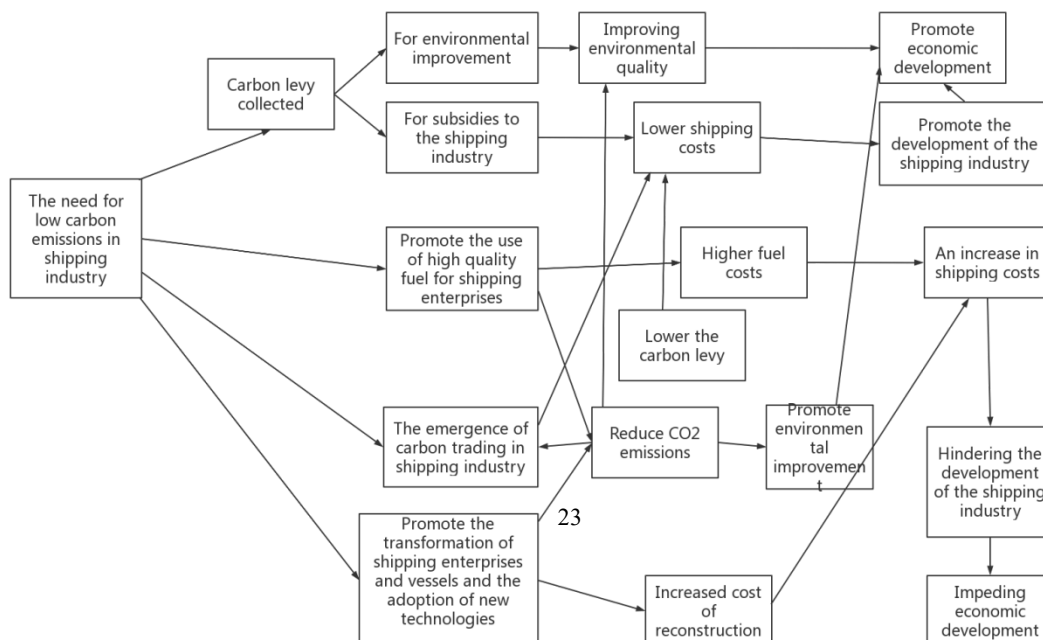 For environmental
improvement
Improving
environmental
quality
Promote
economic
development
Carbon levy
collected
For subsidies to
the shipping
industry
Lower shipping
costs
Promote the
development of the
shipping industry
The need for
low carbon
emissions in
shipping
industry
Promote the use
of high quality
fuel for shipping
enterprises
Higher fuel
costs
An increase in
shipping costs
Lower the
carbon levy
The emergence of
carbon trading in
shipping industry
Reduce CO2
emissions
Promote
environmen
tal
improvemen
t
Hindering the
development
of the shipping
industry
23
Promote the
transformation of
shipping enterprises
and vessels and the
adoption of new
technologies
Increased cost
of
reconstruction
Impeding
economic
development